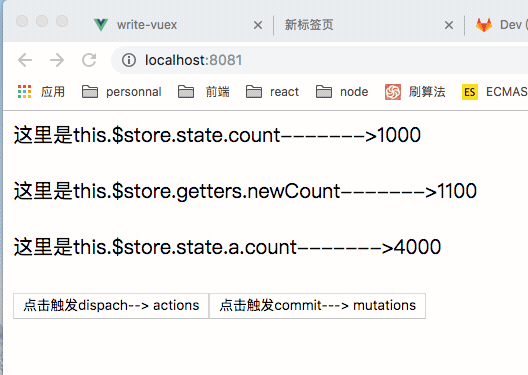 write-vuex
新标签页
Dev (
localhost:8081
应用 personnal 前端 react node 刷算法 ES ECMAS
这里是this.$store.state.count------->1000
这里是this.$store.getters.newCount------->1100
这里是this.$store.state.a.count------->4000
点击触发dispach--> actions 点击触发commit---> mutations